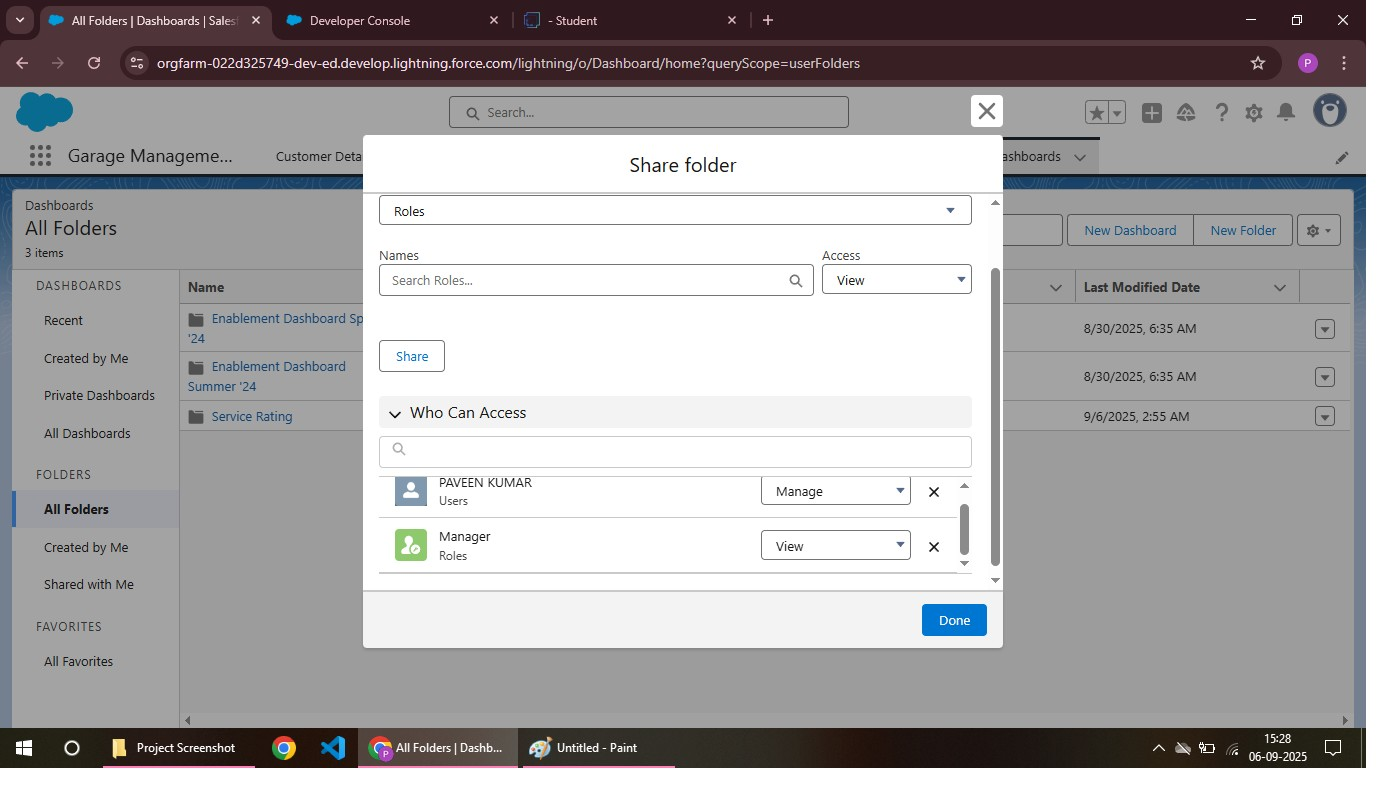 All Folders | Dashboards | Sales
Developer Console
- Student
orgfarm-022d325749-dev-ed.develop.lightning.force.com/lightning/o/Dashboard/home?queryScope=userFolders
P
Search...
Garage Manageme...
Customer Deta
ashboards
Share folder
Dashboards
All Folders
3 items
New Dashboard
New Folder
Roles
DASHBOARDS
Recent
Created by Me
Private Dashboards
All Dashboards
FOLDERS
All Folders
Created by Me
Shared with Me
FAVORITES
All Favorites
Name
Last Modified Date
Enablement Dashboard Sp
'24
8/30/2025, 6:35 AM
Enablement Dashboard
Summer '24
8/30/2025, 6:35 AM
Service Rating
9/6/2025, 2:55 AM
Names
Access
Search Roles...
View
Share
Who Can Access
PAVEEN KUMAR
Users
Manage
Manager
Roles
View
Done
Project Screenshot
P
All Folders | Dashb...
Untitled - Paint
15:28
06-09-2025